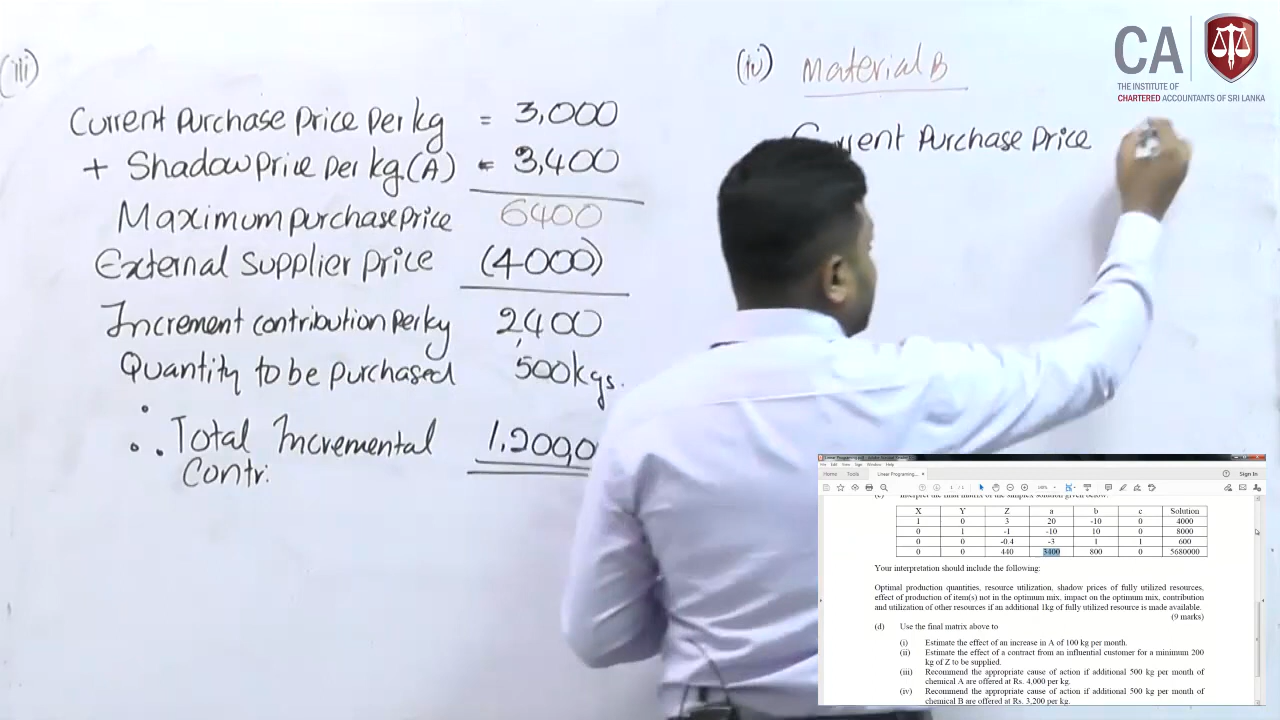 (iii)
Current Purchase Price Per kg = 3,000
+ Shadow Price Per kg. (A) = 3,400
Maximum purchase Price 6400
External Supplier Price (4000)
Increment contribution Per kg 2,400
Quantity to be purchased 500kgs.
∴ Total Incremental 1,200,0
Contr:
(iv) Material B
Current Purchase Price
CA
THE INSTITUTE OF
CHARTERED ACCOUNTANTS OF SRI LANKA
Home Tools Linear Programing... Sign In
X Y Z a b c Solution
1 0 3 20 -10 0 4000
0 1 -1 -10 10 0 8000
0 0 -0.4 -3 1 1 600
0 0 440 3400 800 0 5680000
Your interpretation should include the following:
Optimal production quantities, resource utilization, shadow prices of fully utilized resources,
effect of production of item(s) not in the optimum mix, impact on the optimum mix, contribution
and utilization of other resources if an additional 1kg of fully utilized resource is made available.
(9 marks)
(d) Use the final matrix above to
(i) Estimate the effect of an increase in A of 100 kg per month.
(ii) Estimate the effect of a contract from an influential customer for a minimum 200
kg of Z to be supplied.
(iii) Recommend the appropriate cause of action if additional 500 kg per month of
chemical A are offered at Rs. 4,000 per kg.
(iv) Recommend the appropriate cause of action if additional 500 kg per month of
chemical B are offered at Rs. 3,200 per kg.